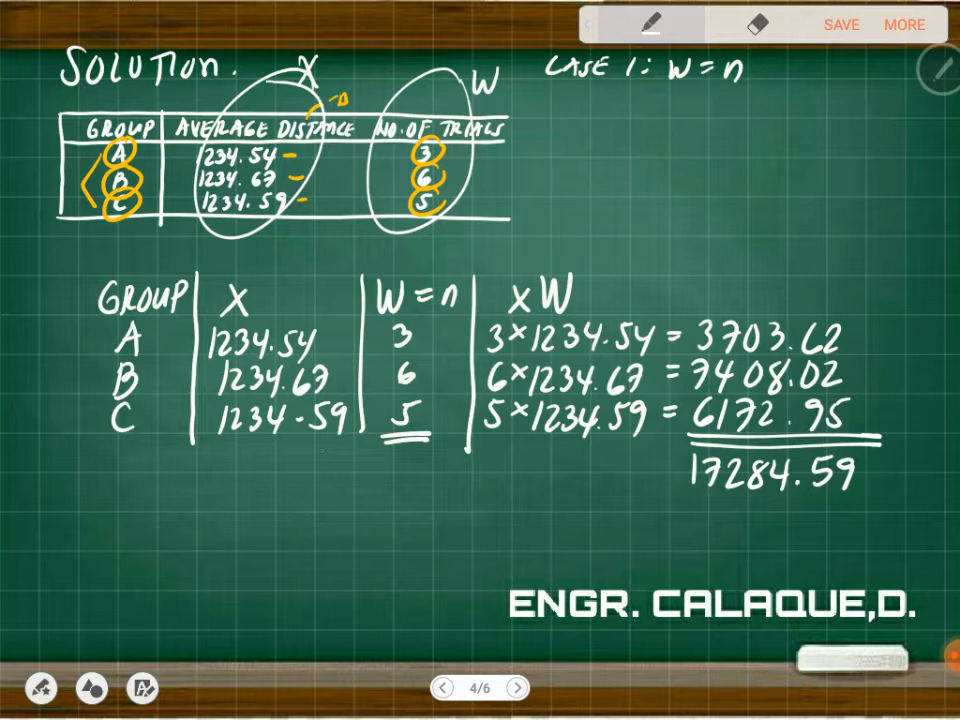 SAVE MORE
SOLUTION. X W CASE 1: W = n
GROUP AVERAGE DISTANCE NO. OF TRIALS
A 1234.54 3
B 1234.67 6
C 1234.59 5
GROUP X W = n XW
A 1234.54 3 3×1234.54 = 3703.62
B 1234.67 6 6×1234.67 = 7408.02
C 1234.59 5 5×1234.59 = 6172.95
17284.59
ENGR. CALAQUE,D.
4/6